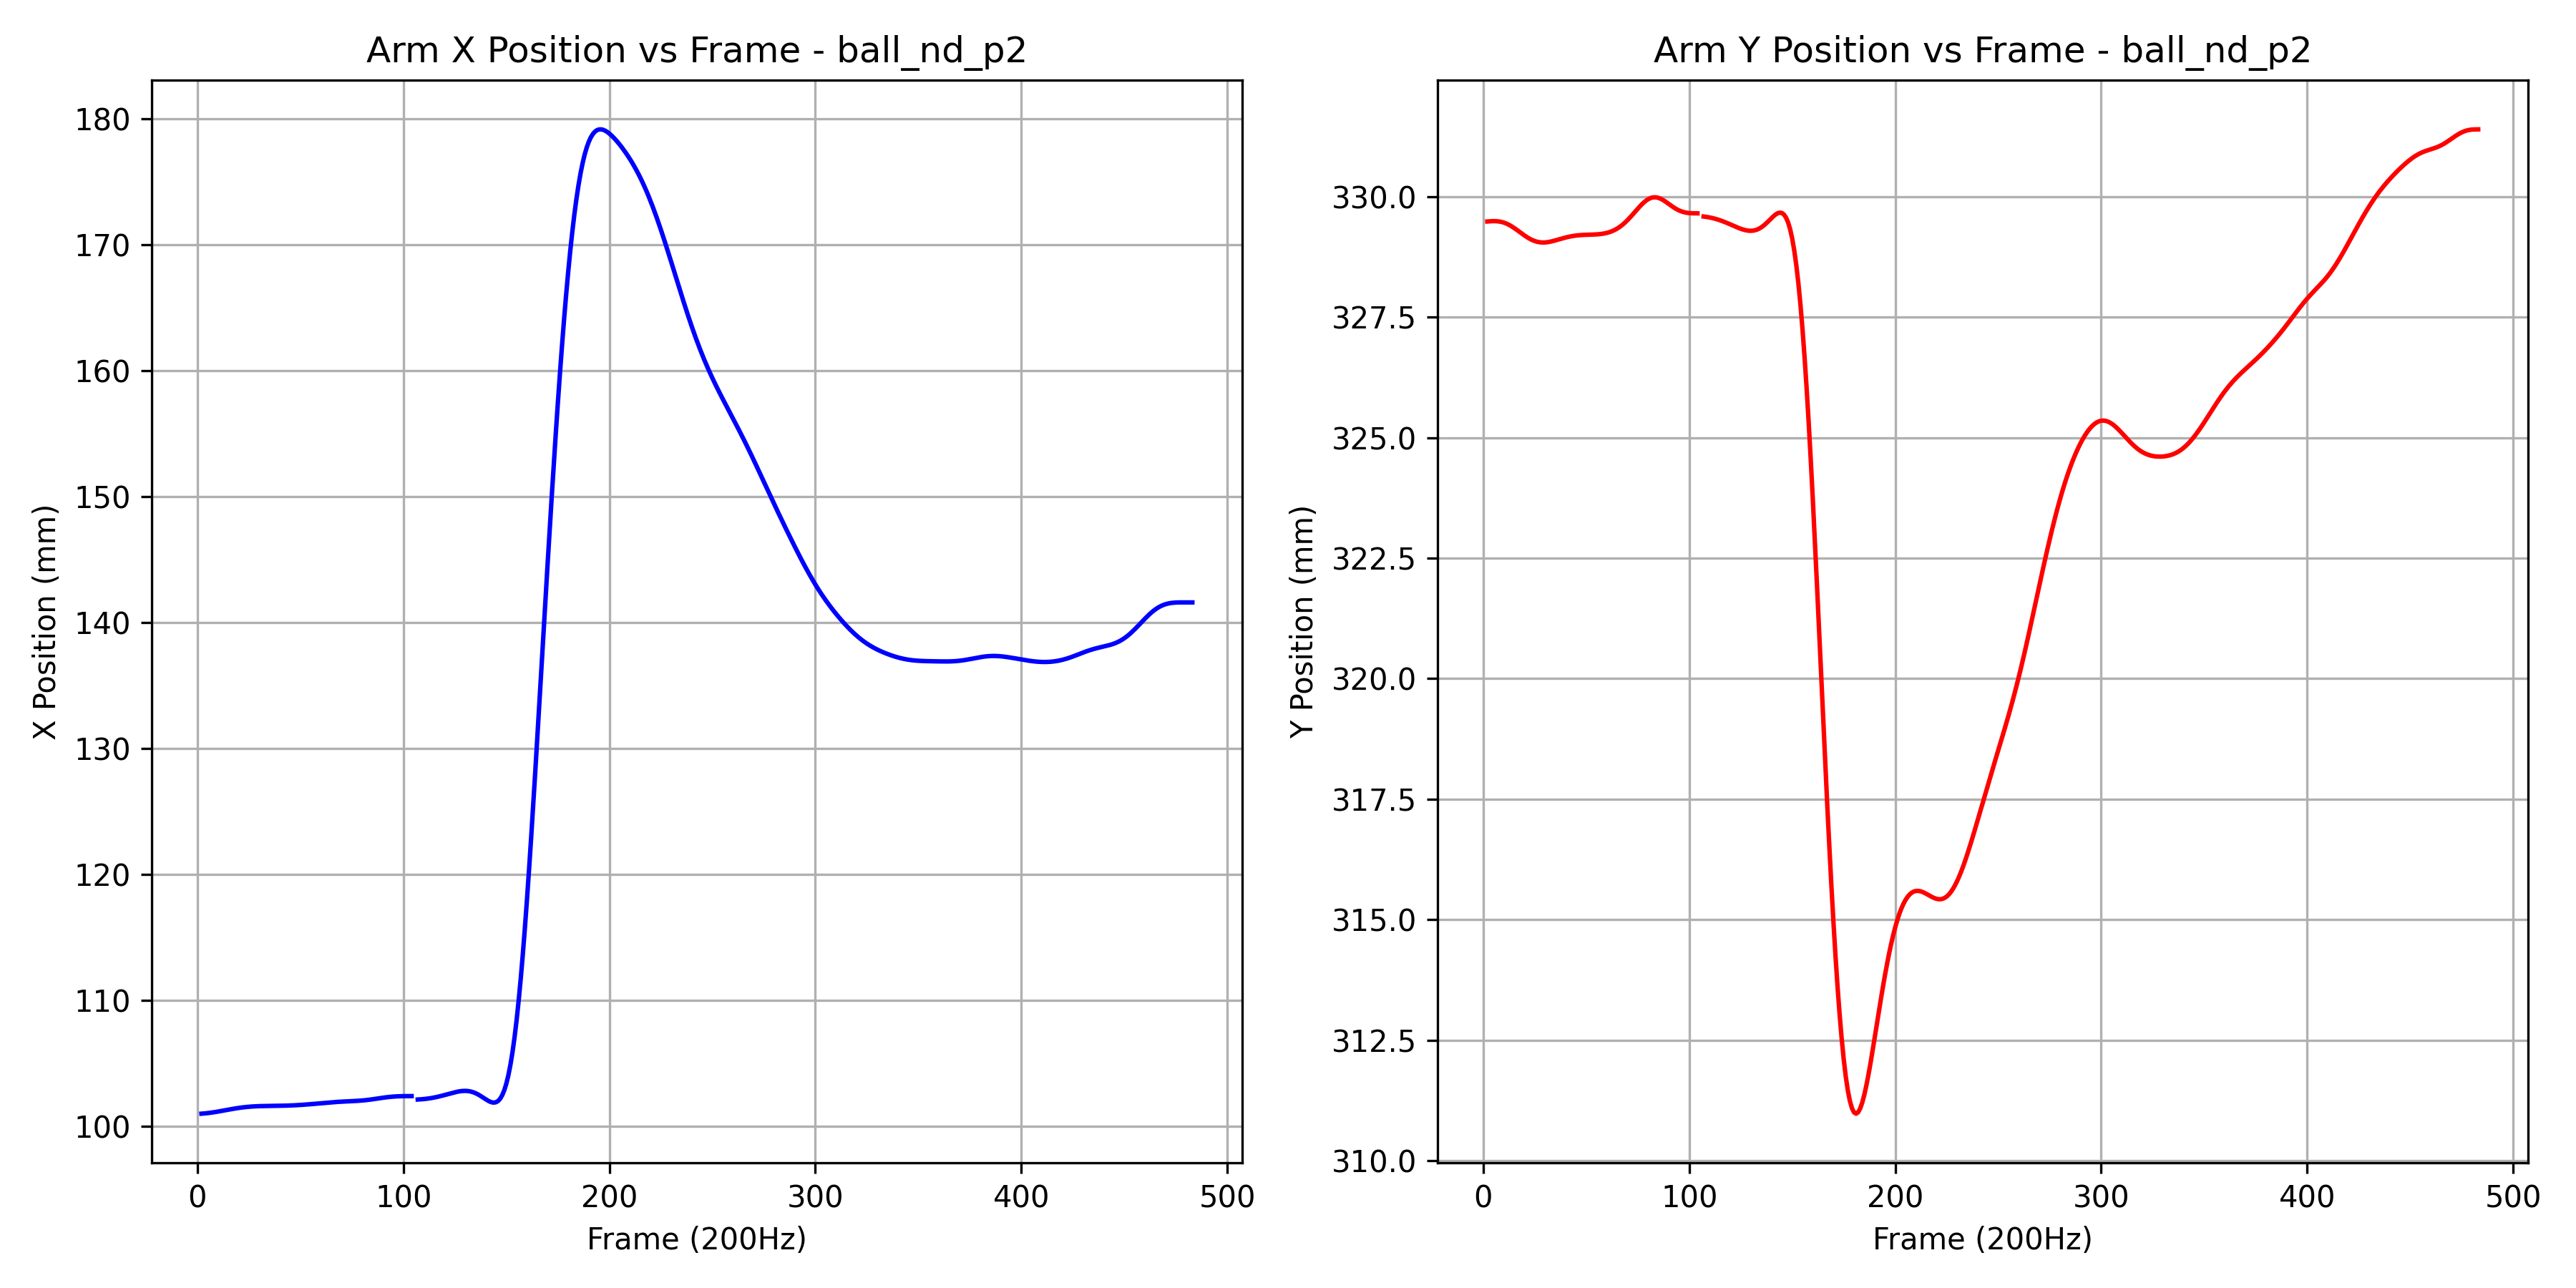 Arm X Position vs Frame - ball_nd_p2
X Position (mm)
180
170
160
150
140
130
120
110
100
0 100 200 300 400 500
Frame (200Hz)
Arm Y Position vs Frame - ball_nd_p2
Y Position (mm)
330.0
327.5
325.0
322.5
320.0
317.5
315.0
312.5
310.0
0 100 200 300 400 500
Frame (200Hz)